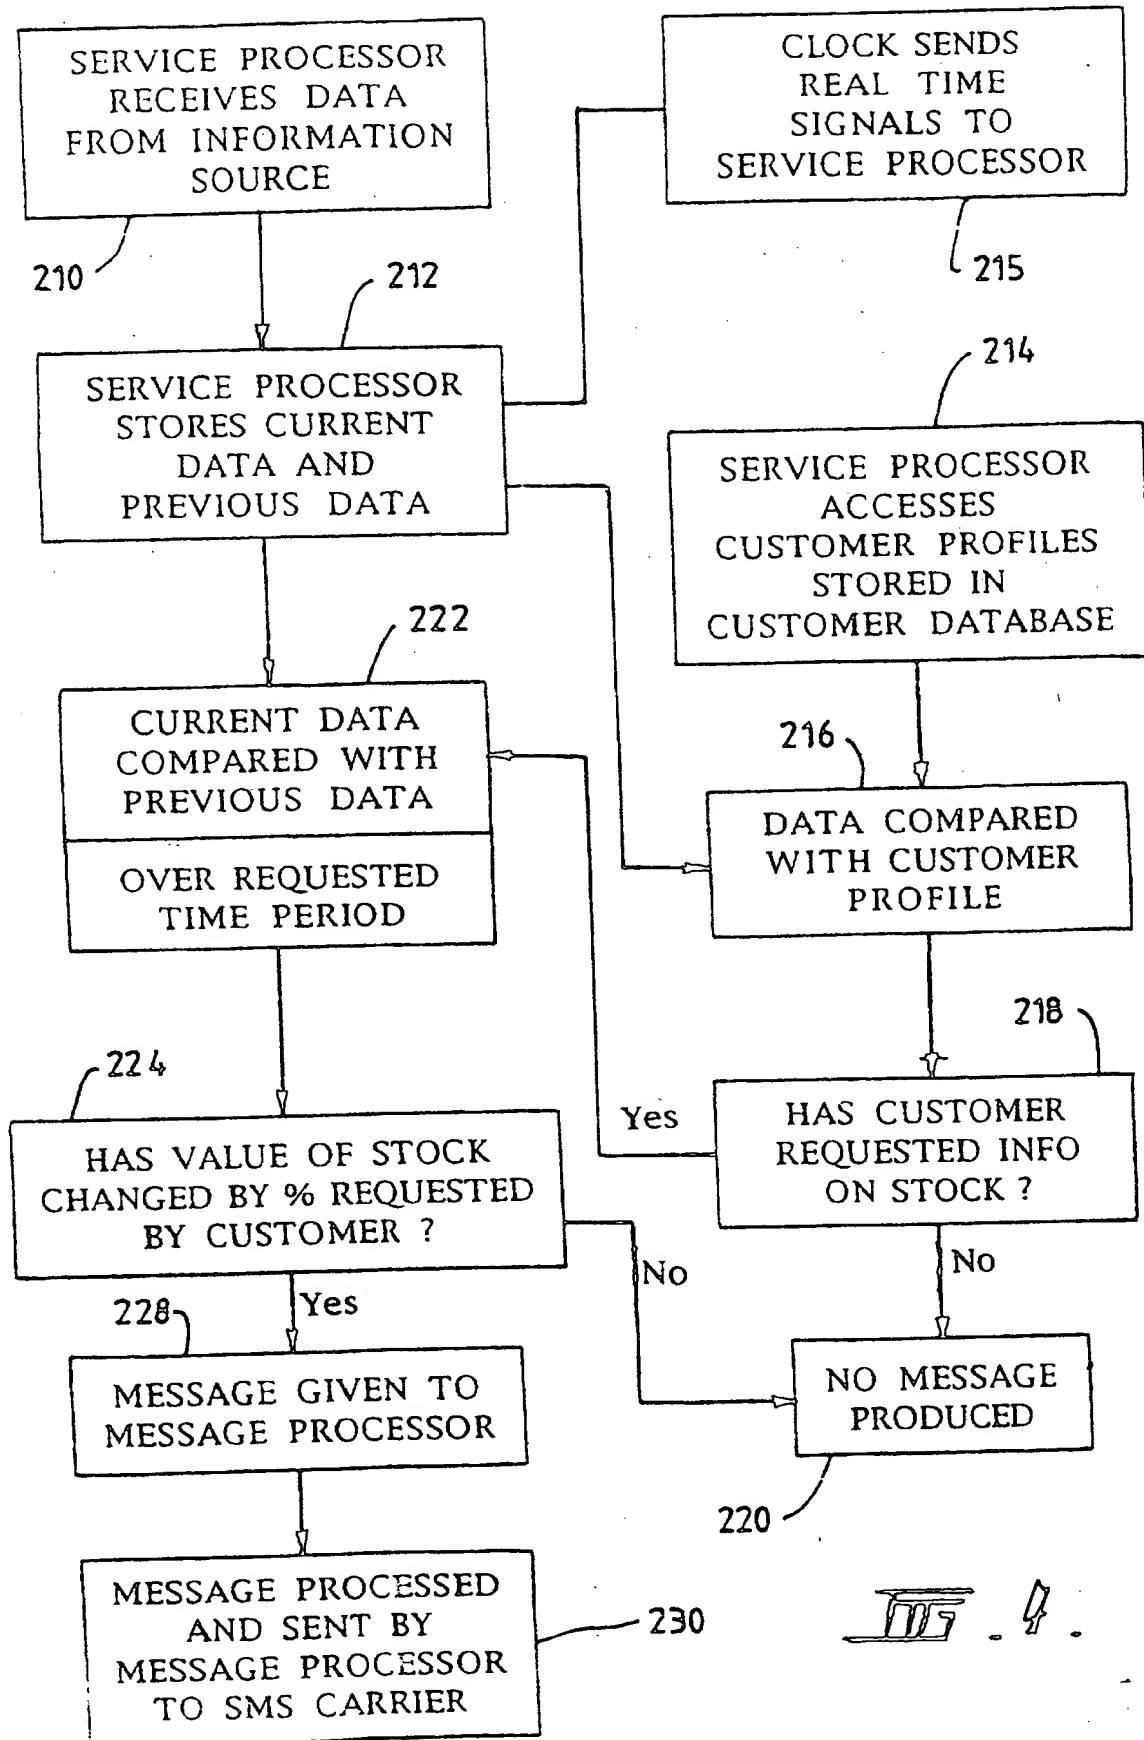 SERVICE PROCESSOR
RECEIVES DATA
FROM INFORMATION
SOURCE
210
CLOCK SENDS
REAL TIME
SIGNALS TO
SERVICE PROCESSOR
215
212
SERVICE PROCESSOR
STORES CURRENT
DATA AND
PREVIOUS DATA
214
SERVICE PROCESSOR
ACCESSES
CUSTOMER PROFILES
STORED IN
CUSTOMER DATABASE
222
CURRENT DATA
COMPARED WITH
PREVIOUS DATA
OVER REQUESTED
TIME PERIOD
216
DATA COMPARED
WITH CUSTOMER
PROFILE
218
HAS CUSTOMER
REQUESTED INFO
ON STOCK ?
Yes
No
224
HAS VALUE OF STOCK
CHANGED BY % REQUESTED
BY CUSTOMER ?
No
Yes
228
MESSAGE GIVEN TO
MESSAGE PROCESSOR
NO MESSAGE
PRODUCED
220
MESSAGE PROCESSED
AND SENT BY
MESSAGE PROCESSOR
TO SMS CARRIER
230
FIG. 4.